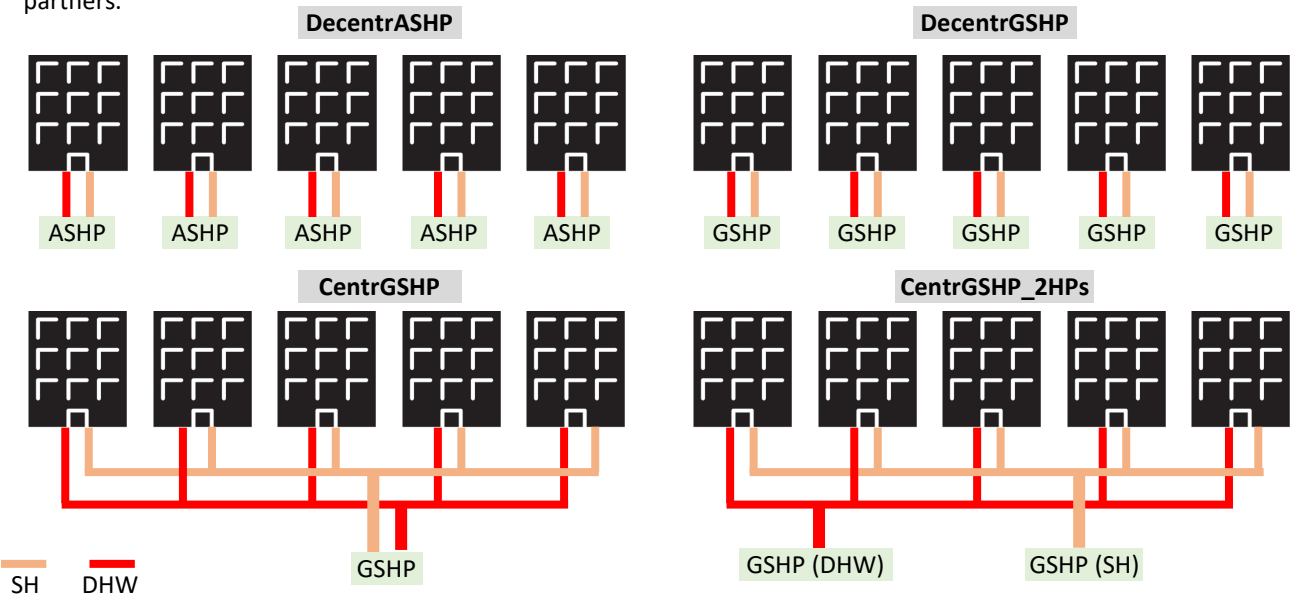 partners.
DecentrASHP DecentrGSHP
ASHP ASHP ASHP ASHP ASHP GSHP GSHP GSHP GSHP GSHP
CentrGSHP CentrGSHP_2HPs
GSHP GSHP (DHW) GSHP (SH)
SH DHW